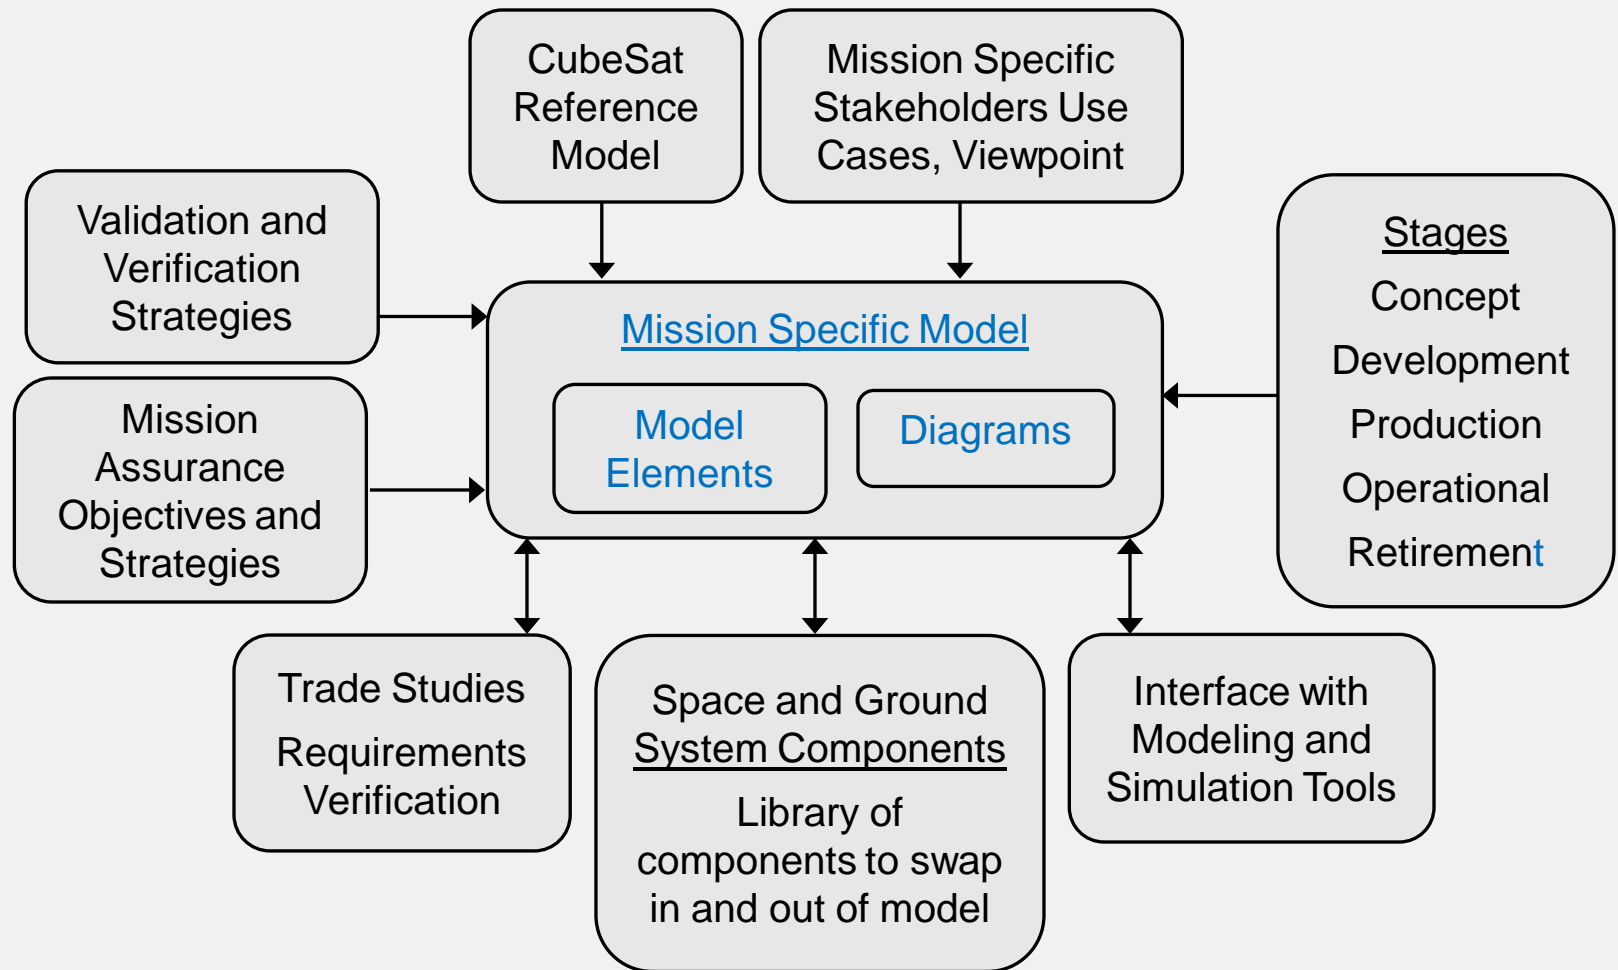 CubeSat
Reference
Model
Mission Specific
Stakeholders Use
Cases, Viewpoint
Validation and
Verification
Strategies
Mission
Assurance
Objectives and
Strategies
Mission Specific Model
Model
Elements
Diagrams
Stages
Concept
Development
Production
Operational
Retirement
Trade Studies
Requirements
Verification
Space and Ground
System Components
Library of
components to swap
in and out of model
Interface with
Modeling and
Simulation Tools